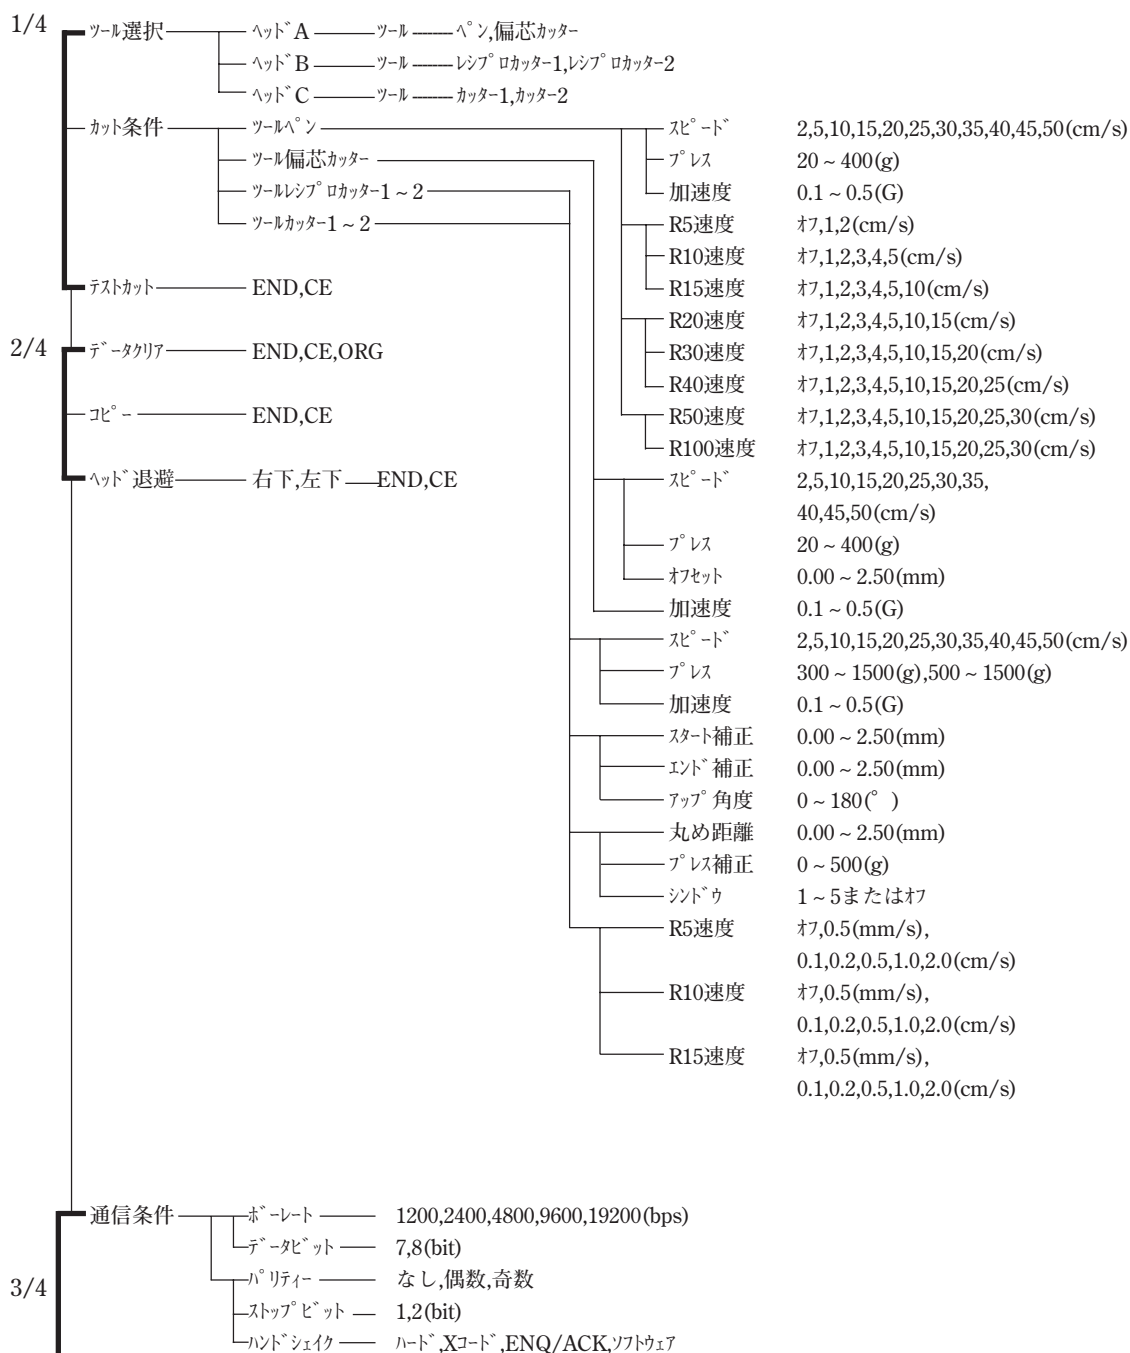 1/4
ﾂｰﾙ選択 ﾍｯﾄﾞA ﾂｰﾙ ﾍﾟﾝ,偏芯ｶｯﾀｰ
ﾍｯﾄﾞB ﾂｰﾙ ﾚｼﾌﾟﾛｶｯﾀｰ1,ﾚｼﾌﾟﾛｶｯﾀｰ2
ﾍｯﾄﾞC ﾂｰﾙ ｶｯﾀｰ1,ｶｯﾀｰ2
ｶｯﾄ条件 ﾂｰﾙﾍﾟﾝ ｽﾋﾟｰﾄﾞ 2,5,10,15,20,25,30,35,40,45,50(cm/s)
ﾂｰﾙ偏芯ｶｯﾀｰ ﾌﾟﾚｽ 20~400(g)
ﾂｰﾙﾚｼﾌﾟﾛｶｯﾀｰ1~2 加速度 0.1~0.5(G)
ﾂｰﾙｶｯﾀｰ1~2 R5速度 ｵﾌ,1,2(cm/s)
R10速度 ｵﾌ,1,2,3,4,5(cm/s)
ﾃｽﾄｶｯﾄ END,CE R15速度 ｵﾌ,1,2,3,4,5,10(cm/s)
R20速度 ｵﾌ,1,2,3,4,5,10,15(cm/s)
2/4 ﾃﾞｰﾀｸﾘｱ END,CE,ORG R30速度 ｵﾌ,1,2,3,4,5,10,15,20(cm/s)
R40速度 ｵﾌ,1,2,3,4,5,10,15,20,25(cm/s)
ｺﾋﾟｰ END,CE R50速度 ｵﾌ,1,2,3,4,5,10,15,20,25,30(cm/s)
R100速度 ｵﾌ,1,2,3,4,5,10,15,20,25,30(cm/s)
ﾍｯﾄﾞ退避 右下,左下 END,CE ｽﾋﾟｰﾄﾞ 2,5,10,15,20,25,30,35,
40,45,50(cm/s)
ﾌﾟﾚｽ 20~400(g)
ｵﾌｾｯﾄ 0.00~2.50(mm)
加速度 0.1~0.5(G)
ｽﾋﾟｰﾄﾞ 2,5,10,15,20,25,30,35,40,45,50(cm/s)
ﾌﾟﾚｽ 300~1500(g),500~1500(g)
加速度 0.1~0.5(G)
ｽﾀｰﾄ補正 0.00~2.50(mm)
ｴﾝﾄﾞ補正 0.00~2.50(mm)
ｱｯﾌﾟ角度 0~180(°)
丸め距離 0.00~2.50(mm)
ﾌﾟﾚｽ補正 0~500(g)
ｼﾝﾄﾞｳ 1~5またはｵﾌ
R5速度 ｵﾌ,0.5(mm/s),
0.1,0.2,0.5,1.0,2.0(cm/s)
R10速度 ｵﾌ,0.5(mm/s),
0.1,0.2,0.5,1.0,2.0(cm/s)
R15速度 ｵﾌ,0.5(mm/s),
0.1,0.2,0.5,1.0,2.0(cm/s)
通信条件 ﾎﾞｰﾚｰﾄ 1200,2400,4800,9600,19200(bps)
ﾃﾞｰﾀﾋﾞｯﾄ 7,8(bit)
3/4 ﾊﾟﾘﾃｨｰ なし,偶数,奇数
ｽﾄｯﾌﾟﾋﾞｯﾄ 1,2(bit)
ﾊﾝﾄﾞｼｪｲｸ ﾊｰﾄﾞ,Xｺｰﾄﾞ,ENQ/ACK,ｿﾌﾄｳｪｱ